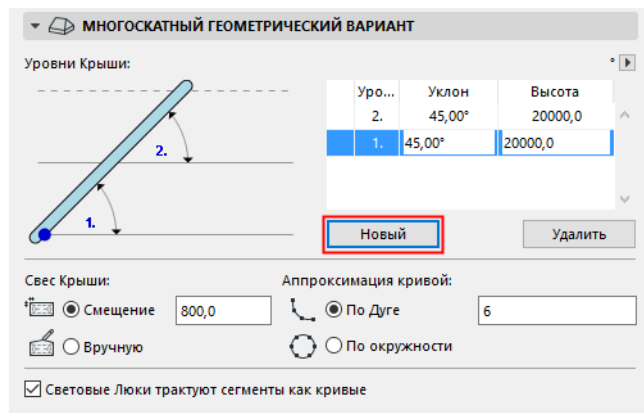 МНОГОСКАТНЫЙ ГЕОМЕТРИЧЕСКИЙ ВАРИАНТ
Уровни Крыши:
°
Уро... Уклон Высота
2. 45,00° 20000,0
1. 45,00° 20000,0
2.
1.
Новый Удалить
Свес Крыши: Аппроксимация кривой:
Смещение 800,0 По Дуге 6
Вручную По окружности
Световые Люки трактуют сегменты как кривые